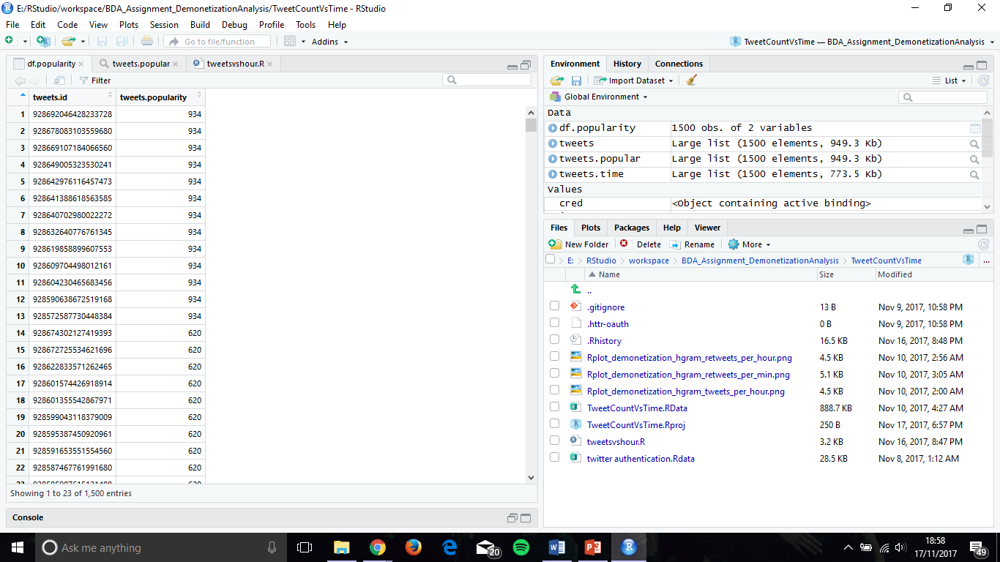 E:/RStudio/workspace/BDA_Assignment_DemonetizationAnalysis/TweetCountVsTime - RStudio
File Edit Code View Plots Session Build Debug Profile Tools Help
Go to file/function Addins TweetCountVsTime — BDA_Assignment_DemonetizationAnalysis
df.popularity tweets.popular tweetsvshour.R
Filter
tweets.id tweets.popularity
1 928692046428233728 934
2 928678083103559680 934
3 928669107184066560 934
4 928649005323530241 934
5 928642976116457473 934
6 928641388618563585 934
7 928640702980022272 934
8 928632640776761345 934
9 928619858899607553 934
10 928609704498012161 934
11 928604230465683456 934
12 928590638672519168 934
13 928572587730448384 934
14 928674302127419393 620
15 928672725534621696 620
16 928622833571262465 620
17 928601574426918914 620
18 928601355542867971 620
19 928599043118379009 620
20 928595387450920961 620
21 928591653551554560 620
22 928587467761991680 620
Showing 1 to 23 of 1,500 entries
Console
Environment History Connections
Import Dataset List
Global Environment
Data
df.popularity 1500 obs. of 2 variables
tweets Large list (1500 elements, 949.3 Kb)
tweets.popular Large list (1500 elements, 949.3 Kb)
tweets.time Large list (1500 elements, 773.5 Kb)
Values
cred <Object containing active binding>
Files Plots Packages Help Viewer
New Folder Delete Rename More
E: RStudio workspace BDA_Assignment_DemonetizationAnalysis TweetCountVsTime ...
Name Size Modified
..
.gitignore 13 B Nov 9, 2017, 10:58 PM
.httr-oauth 0 B Nov 9, 2017, 10:58 PM
.Rhistory 16.5 KB Nov 16, 2017, 8:48 PM
Rplot_demonetization_hgram_retweets_per_hour.png 4.5 KB Nov 10, 2017, 2:56 AM
Rplot_demonetization_hgram_retweets_per_min.png 5.1 KB Nov 10, 2017, 3:05 AM
Rplot_demonetization_hgram_tweets_per_hour.png 4.5 KB Nov 10, 2017, 2:00 AM
TweetCountVsTime.RData 888.7 KB Nov 10, 2017, 4:27 AM
TweetCountVsTime.Rproj 250 B Nov 17, 2017, 6:57 PM
tweetsvshour.R 3.2 KB Nov 16, 2017, 8:47 PM
twitter authentication.Rdata 28.5 KB Nov 8, 2017, 1:12 AM
Ask me anything 20 18:58
17/11/2017 49